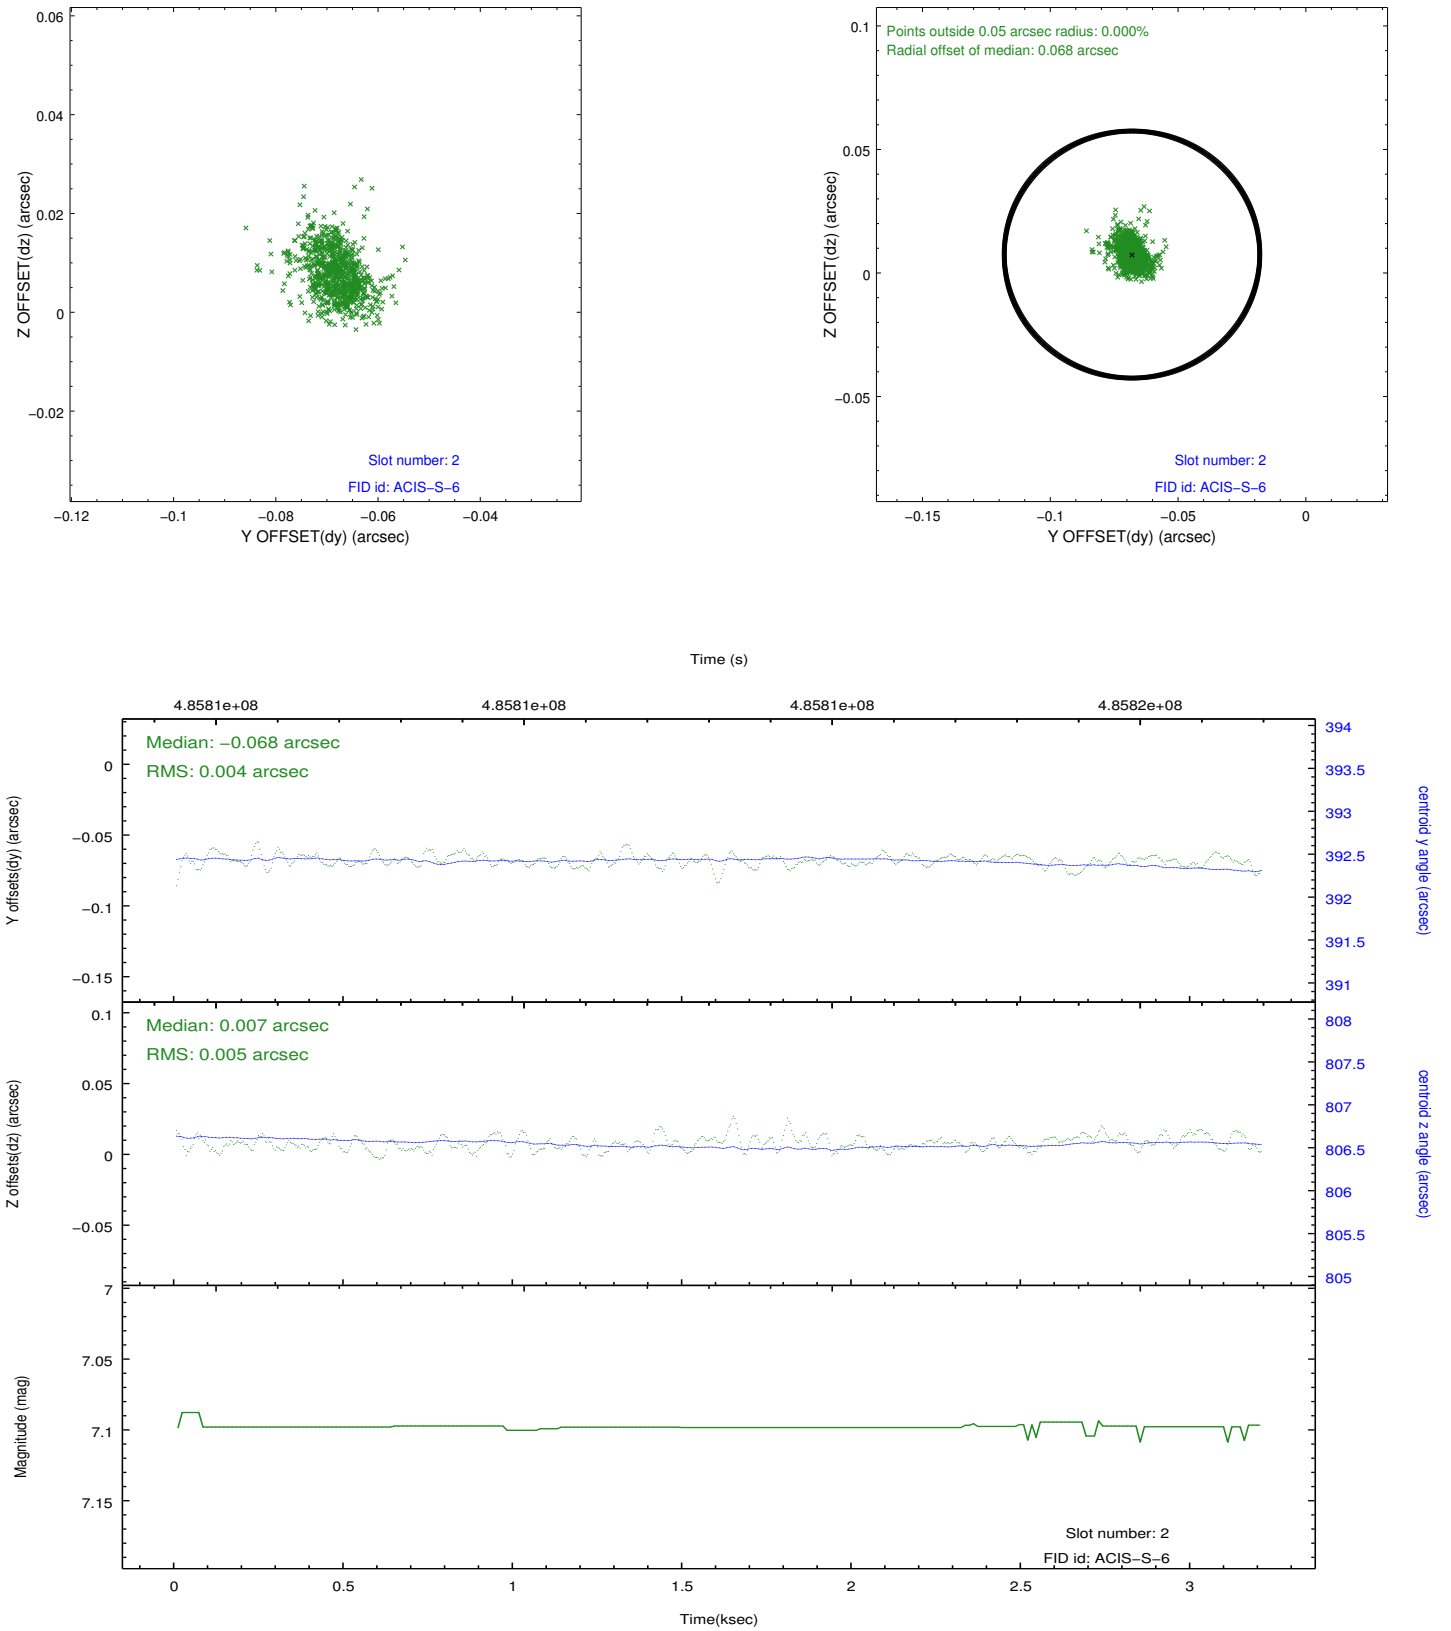 0.06
0.04
0.02
0
−0.02
Z OFFSET(dz) (arcsec)
Slot number: 2
FID id: ACIS−S−6
−0.12
−0.1
−0.08
−0.06
−0.04
Y OFFSET(dy) (arcsec)
Points outside 0.05 arcsec radius: 0.000%
Radial offset of median: 0.068 arcsec
0.1
0.05
0
−0.05
Z OFFSET(dz) (arcsec)
Slot number: 2
FID id: ACIS−S−6
−0.15
−0.1
−0.05
0
Y OFFSET(dy) (arcsec)
Time (s)
4.8581e+08
4.8581e+08
4.8581e+08
4.8582e+08
Median: −0.068 arcsec
RMS: 0.004 arcsec
0
−0.05
−0.1
−0.15
Y offsets(dy) (arcsec)
394
393.5
393
392.5
392
391.5
391
centroid y angle (arcsec)
Median: 0.007 arcsec
RMS: 0.005 arcsec
0.1
0.05
0
−0.05
Z offsets(dz) (arcsec)
808
807.5
807
806.5
806
805.5
805
centroid z angle (arcsec)
7
7.05
7.1
7.15
Magnitude (mag)
Slot number: 2
FID id: ACIS−S−6
0
0.5
1
1.5
2
2.5
3
Time(ksec)